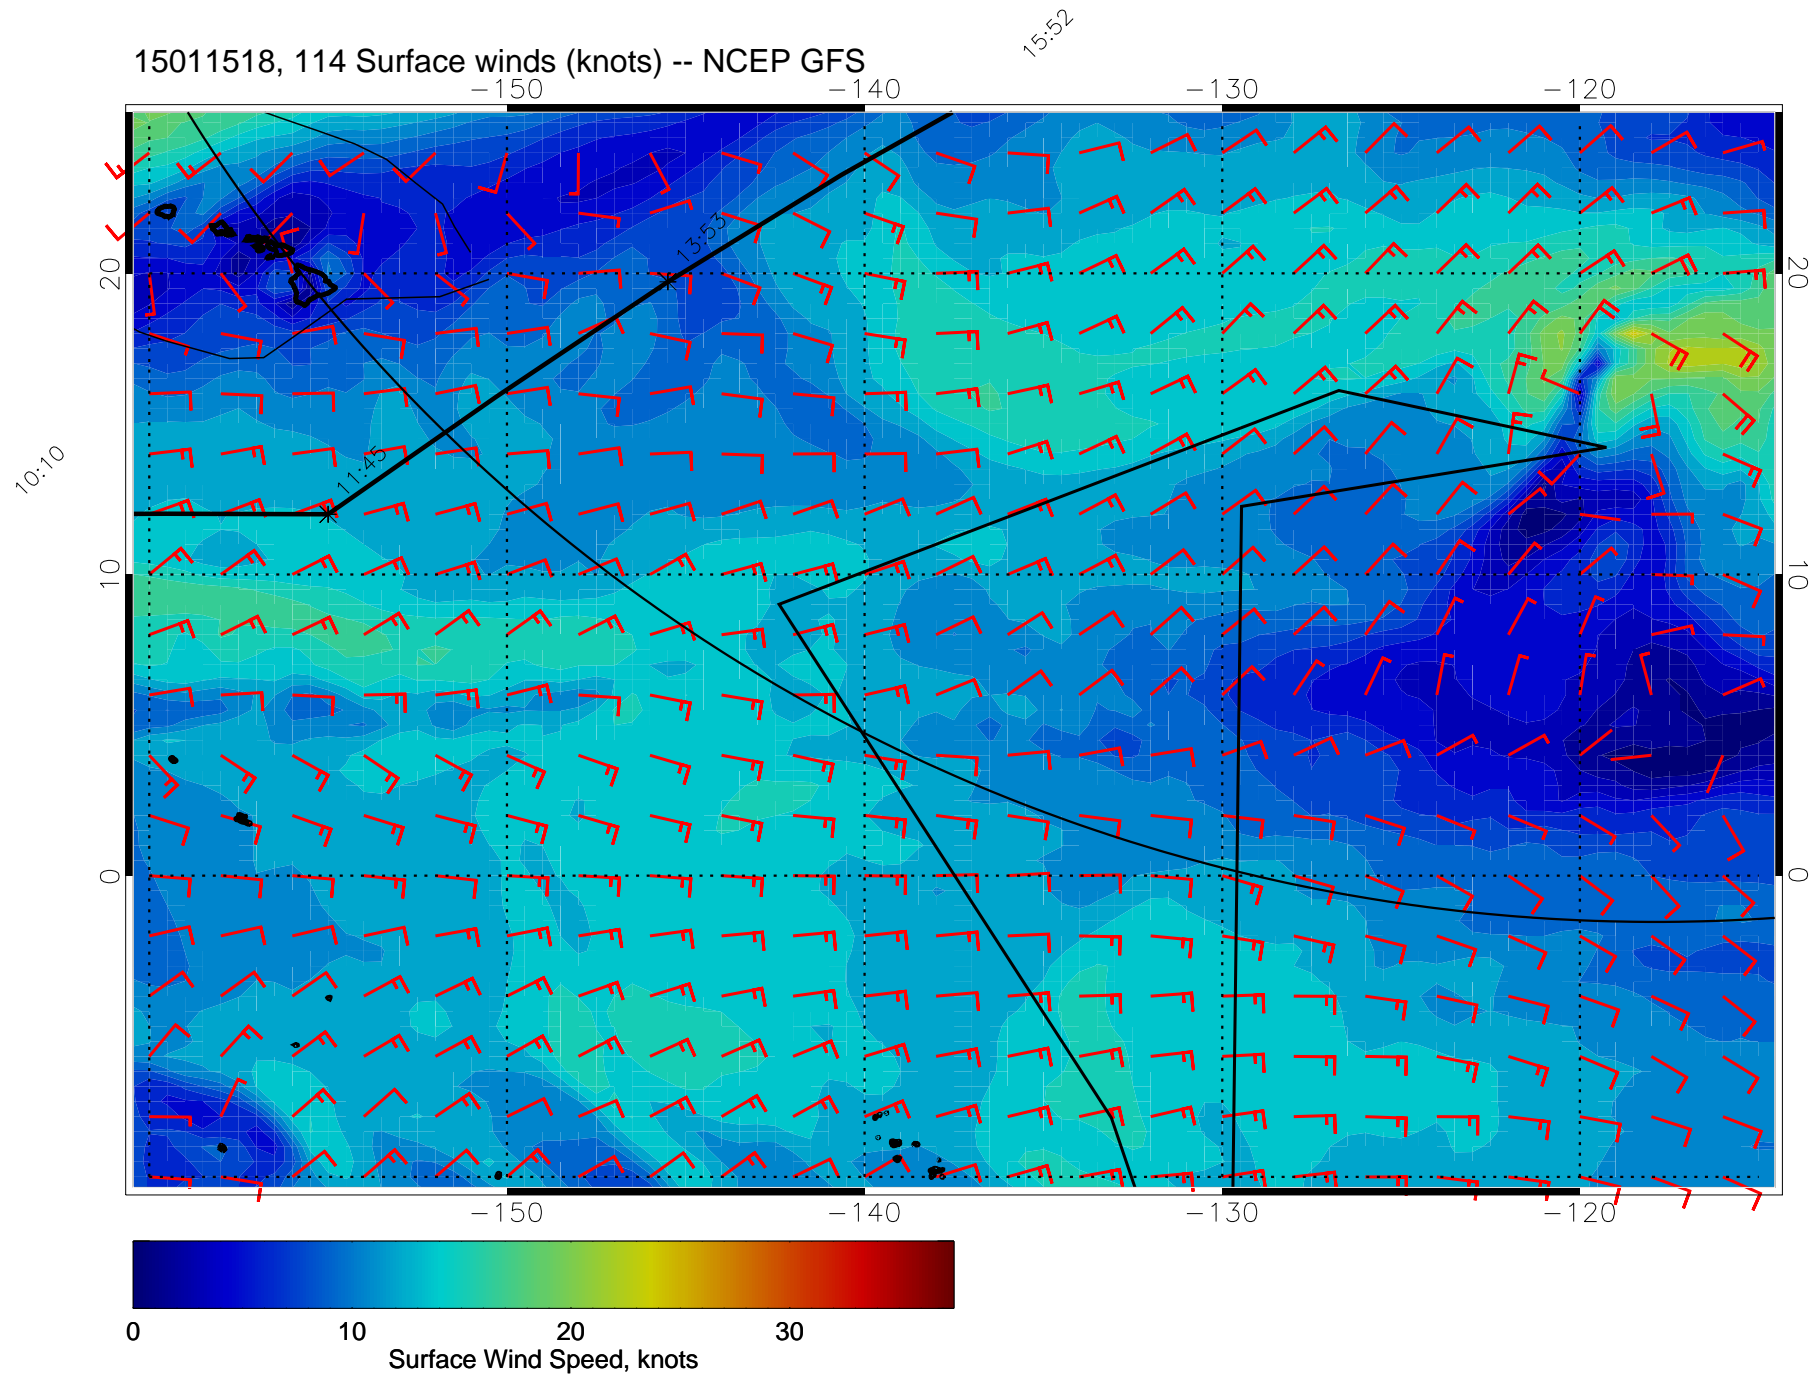 15:52
15011518, 114 Surface winds (knots) -- NCEP GFS
-150 -140 -130 -120
13:53
20 20
11:45
10:10
10 10
0 0
-150 -140 -130 -120
0 10 20 30
Surface Wind Speed, knots